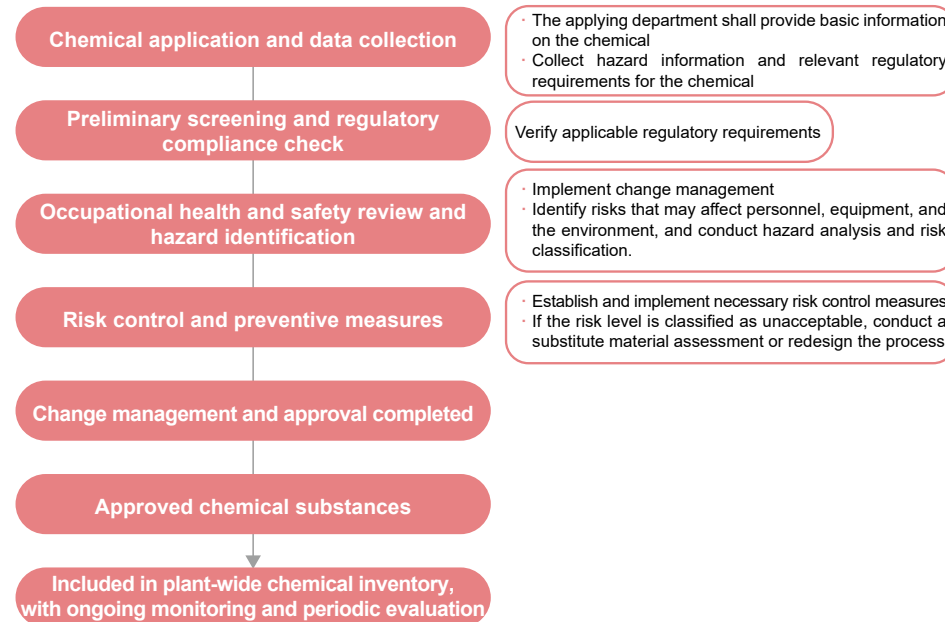 Chemical application and data collection
· The applying department shall provide basic information
on the chemical
· Collect hazard information and relevant regulatory
requirements for the chemical
Preliminary screening and regulatory
compliance check
Verify applicable regulatory requirements
Occupational health and safety review and
hazard identification
· Implement change management
· Identify risks that may affect personnel, equipment, and
the environment, and conduct hazard analysis and risk
classification.
Risk control and preventive measures
· Establish and implement necessary risk control measures
· If the risk level is classified as unacceptable, conduct a
substitute material assessment or redesign the process
Change management and approval completed
Approved chemical substances
Included in plant-wide chemical inventory,
with ongoing monitoring and periodic evaluation